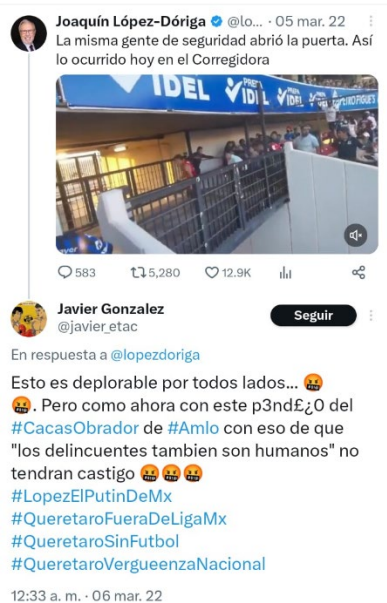 Joaquín López-Dóriga @lo... · 05 mar. 22
La misma gente de seguridad abrió la puerta. Así
lo ocurrido hoy en el Corregidora
IDEL
583 5,280 12.9K
Javier Gonzalez
@javier_etac
Seguir
En respuesta a @lopezdoriga
Esto es deplorable por todos lados... 🤬
🤬. Pero como ahora con este p3nd£¿0 del
#CacasObrador de #Amlo con eso de que
"los delincuentes tambien son humanos" no
tendran castigo 🤬🤬🤬
#LopezElPutinDeMx
#QueretaroFueraDeLigaMx
#QueretaroSinFutbol
#QueretaroVergueenzaNacional
12:33 a. m. · 06 mar. 22